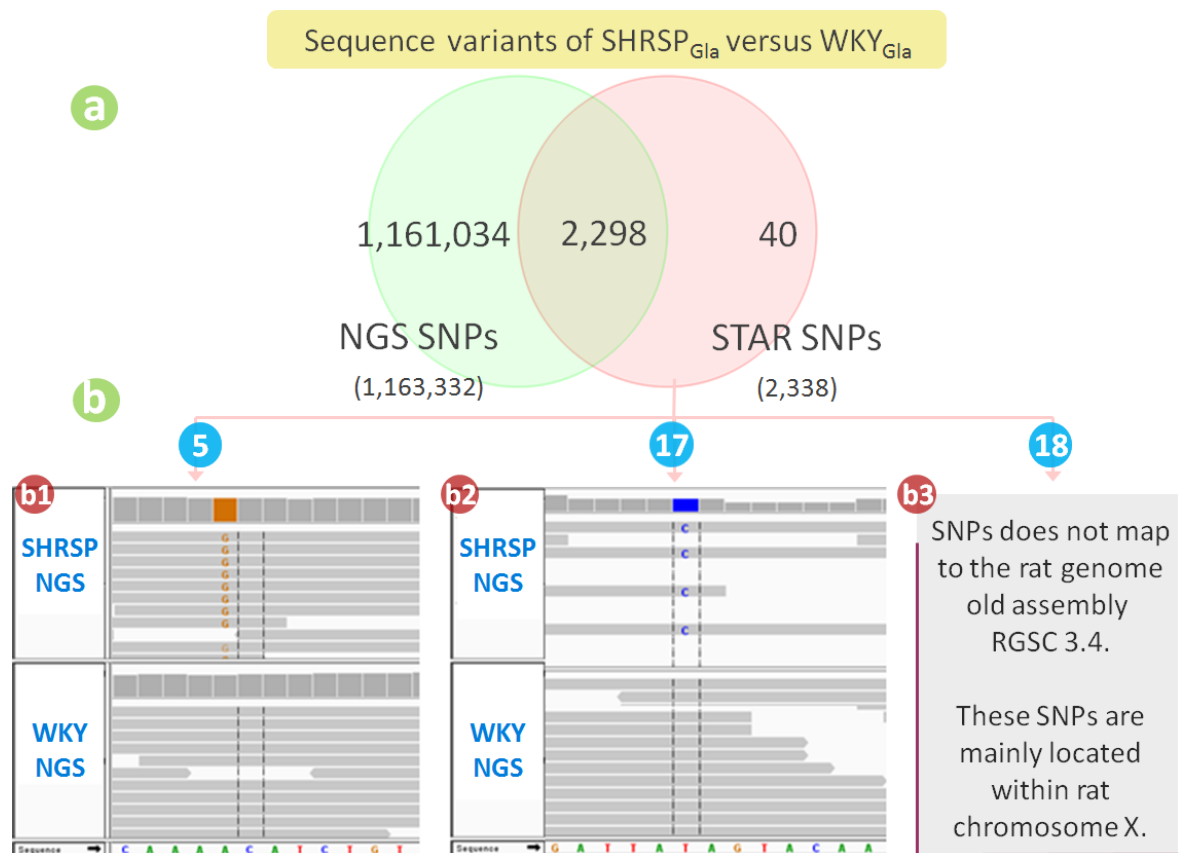 Sequence variants of SHRSPGla versus WKYGla
a
1,161,034
2,298
40
NGS SNPs
(1,163,332)
STAR SNPs
(2,338)
b
5
17
18
b1
SHRSP
NGS
G
G
G
G
G
G
G
G
G
WKY
NGS
Sequence
C A A A A C A T C T G T
b2
SHRSP
NGS
C
C
C
C
WKY
NGS
Sequence
G A T T A T A G T A C A A
b3
SNPs does not map
to the rat genome
old assembly
RGSC 3.4.
These SNPs are
mainly located
within rat
chromosome X.